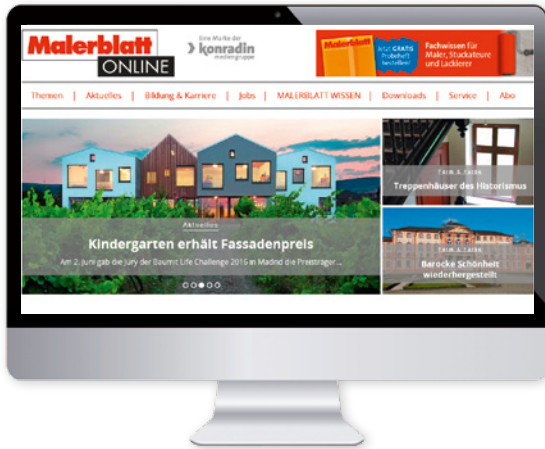 Malerblatt
ONLINE
Eine Marke der
konradin
mediengruppe
Malerblatt
Jetzt GRATIS
Probeheft
bestellen!
Fachwissen für
Maler, Stuckateure
und Lackierer
Themen | Aktuelles | Bildung & Karriere | Jobs | MALERBLATT WISSEN | Downloads | Service | Abo
Aktuelles
Kindergarten erhält Fassadenpreis
Am 2. Juni gab die Jury der Baumit Life Challenge 2016 in Madrid die Preisträger...
Farbe & Farbe
Treppenhäuser des Historismus
Barocke Schönheit
wiederhergestellt